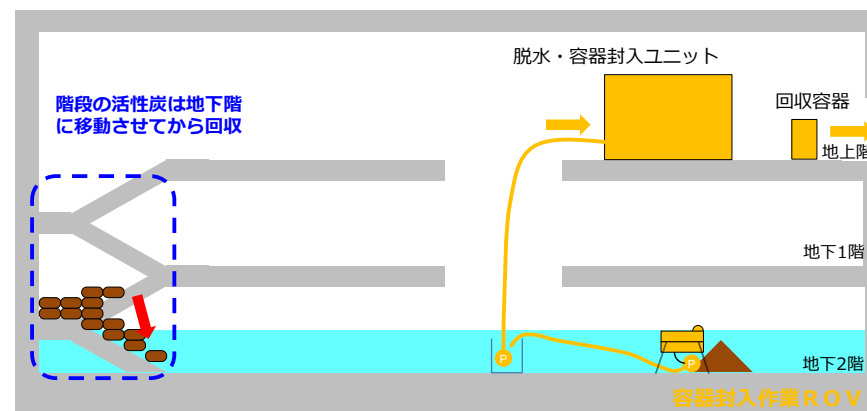 脱水・容器封入ユニット
階段の活性炭は地下階
に移動させてから回収
回収容器
地上階
地下1階
P
P
地下2階
容器封入作業ROV